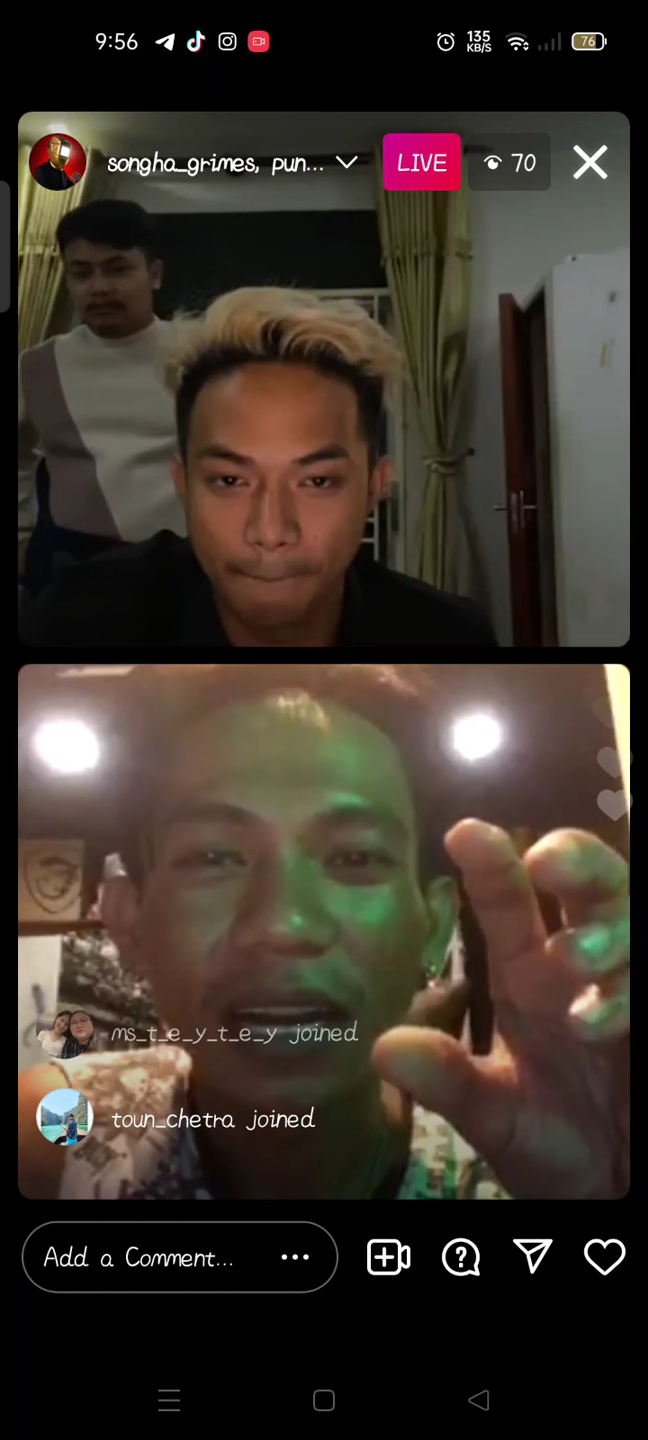 9:56
135
KB/S
76
songha_grimes, pun...
LIVE
70
ms_t_e_y_t_e_y joined
toun_chetra joined
Add a Comment...